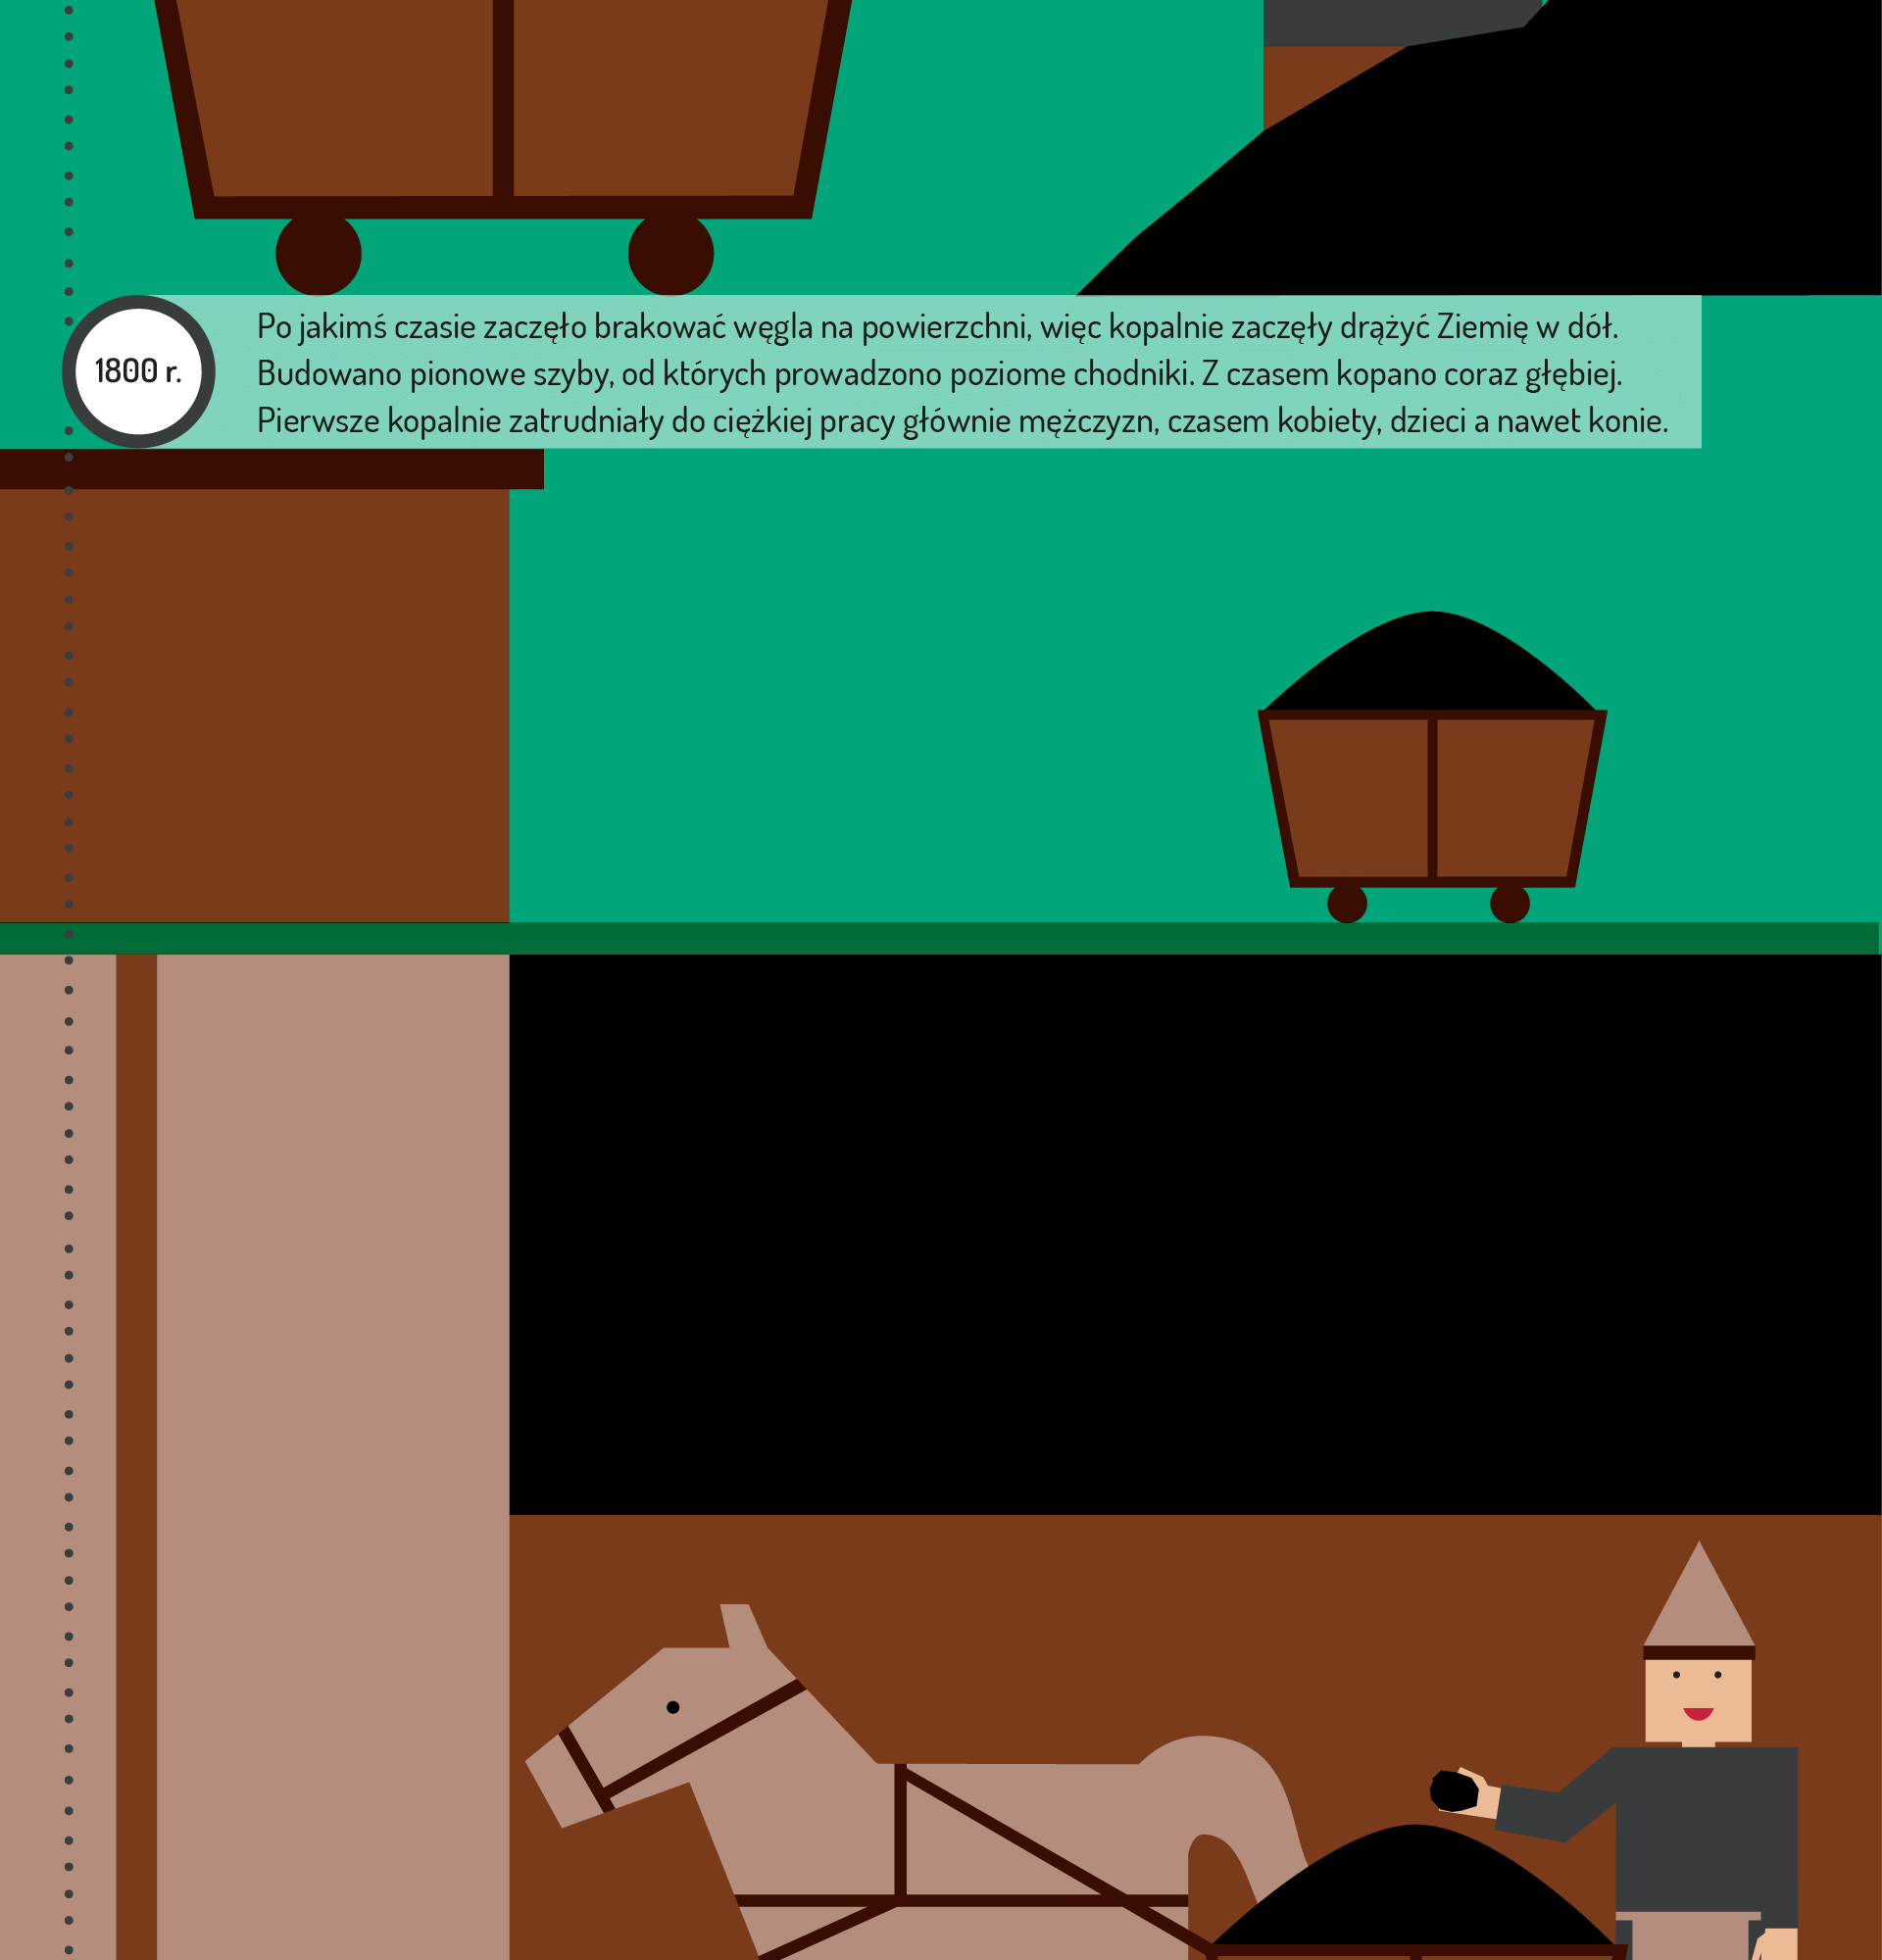 1800 r.
Po jakimś czasie zaczęło brakować węgla na powierzchni, więc kopalnie zaczęły drążyć Ziemię w dół.
Budowano pionowe szyby, od których prowadzono poziome chodniki. Z czasem kopano coraz głębiej.
Pierwsze kopalnie zatrudniały do ciężkiej pracy głównie mężczyzn, czasem kobiety, dzieci a nawet konie.